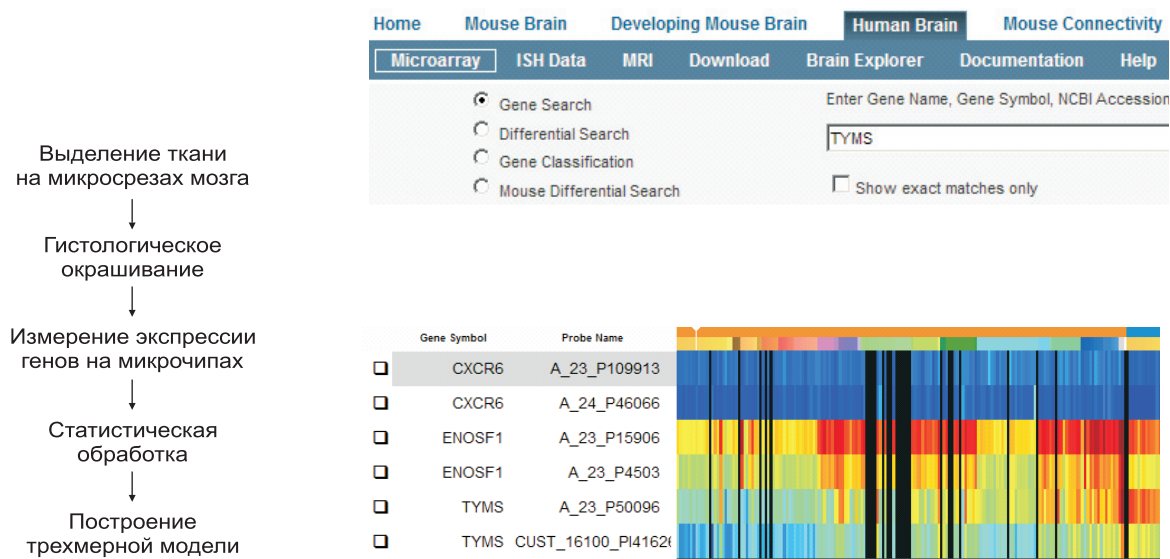 Выделение ткани
на микросрезах мозга
Гистологическое
окрашивание
Измерение экспрессии
генов на микрочипах
Статистическая
обработка
Построение
трехмерной модели
Home Mouse Brain Developing Mouse Brain Human Brain Mouse Connectivity
Microarray ISH Data MRI Download Brain Explorer Documentation Help
Gene Search
Differential Search
Gene Classification
Mouse Differential Search
Enter Gene Name, Gene Symbol, NCBI Accession
TYMS
Show exact matches only
Gene Symbol Probe Name
CXCR6 A_23_P109913
CXCR6 A_24_P46066
ENOSF1 A_23_P15906
ENOSF1 A_23_P4503
TYMS A_23_P50096
TYMS CUST_16100_PI41626